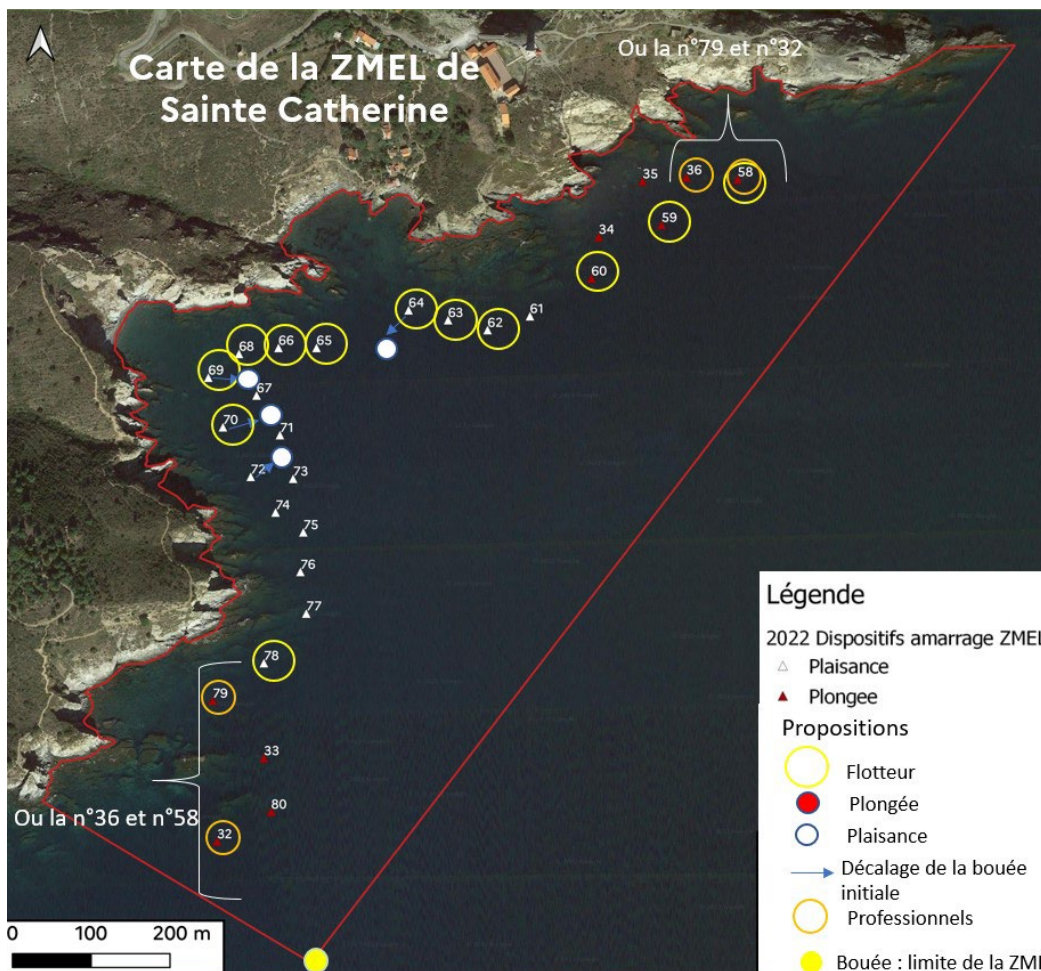 Carte de la ZMEL de
Sainte Catherine
Ou la n°79 et n°32
35
36
58
59
34
60
64
63
62
61
68
66
65
69
67
70
71
72
73
74
75
76
77
78
79
33
80
32
Ou la n°36 et n°58
0 100 200 m
Légende
2022 Dispositifs amarrage ZMEL
Plaisance
Plongee
Propositions
Flotteur
Plongée
Plaisance
Décalage de la bouée
initiale
Professionnels
Bouée : limite de la ZME